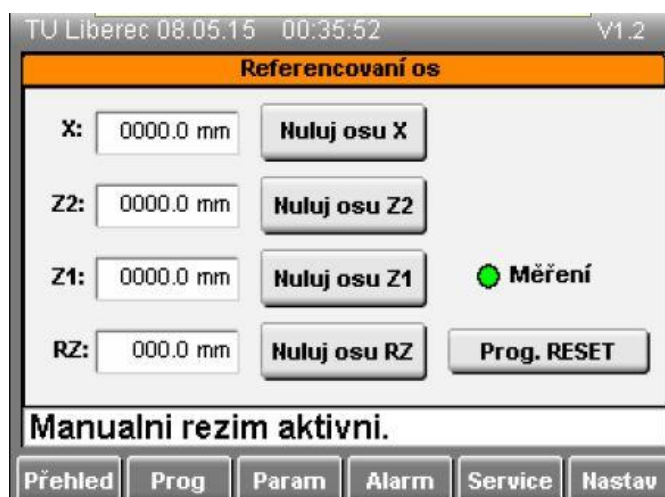 TU Liberec 08.05.15 00:35:52 V1.2
Referencovaní os
X: 0000.0 mm Nuluj osu X
Z2: 0000.0 mm Nuluj osu Z2
Z1: 0000.0 mm Nuluj osu Z1 Měření
RZ: 000.0 mm Nuluj osu RZ Prog. RESET
Manualni rezim aktivni.
Přehled Prog Param Alarm Service Nastav